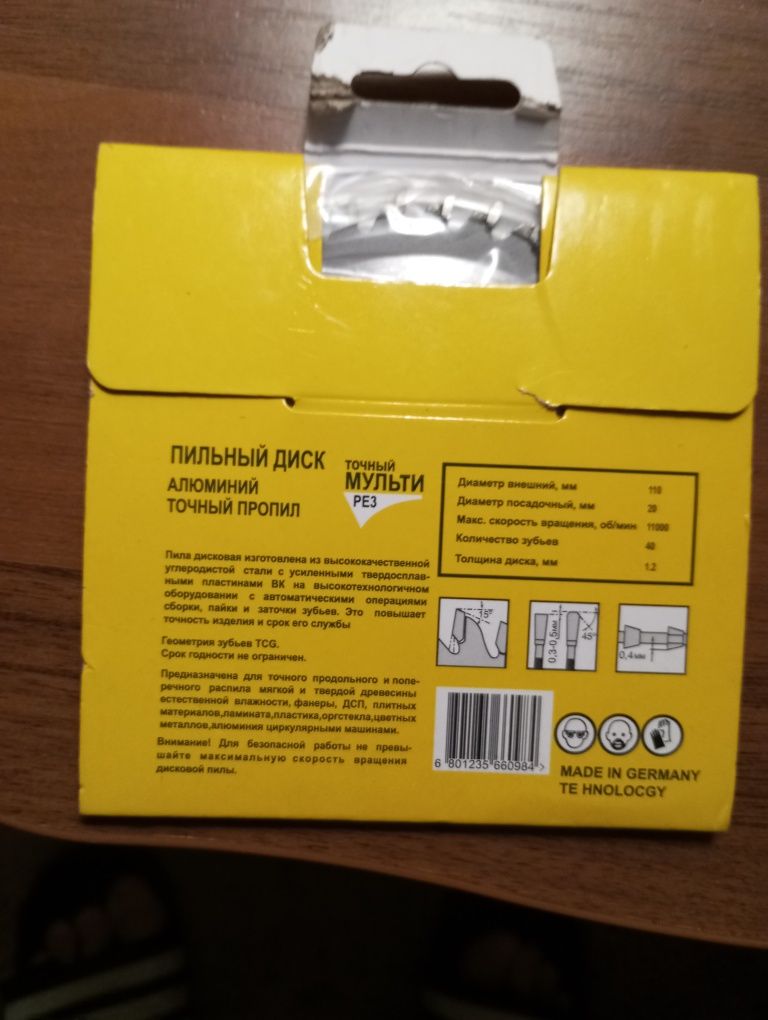 ПИЛЬНЫЙ ДИСК
АЛЮМИНИЙ
ТОЧНЫЙ ПРОПИЛ
ТОЧНЫЙ
МУЛЬТИ
РЕЗ
Диаметр внешний, мм 110
Диаметр посадочный, мм 20
Макс. скорость вращения, об/мин 11000
Количество зубьев 40
Толщина диска, мм 1.2
Пила дисковая изготовлена из высококачественной
углеродистой стали с усиленными твердосплав-
ными пластинами ВК на высокотехнологичном
оборудовании с автоматическими операциями
сборки, пайки и заточки зубьев. Это повышает
точность изделия и срок его службы
Геометрия зубьев TCG.
Срок годности не ограничен.
Предназначена для точного продольного и попе-
речного распила мягкой и твердой древесины
естественной влажности, фанеры, ДСП, плитных
материалов,ламината,пластика,оргстекла,цветных
металлов,алюминия циркулярными машинами.
Внимание! Для безопасной работы не превы-
шайте максимальную скорость вращения
дисковой пилы.
15°
0,3-0,5мм
45°
0,4мм
6 801235 660984 >
MADE IN GERMANY
TE HNOLOCGY